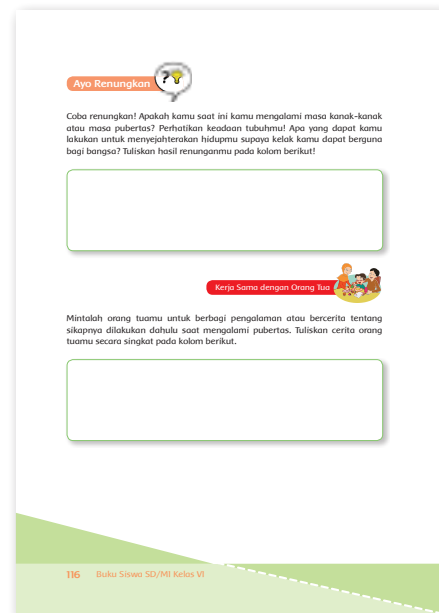 Ayo Renungkan
Coba renungkan! Apakah kamu saat ini kamu mengalami masa kanak-kanak
atau masa pubertas? Perhatikan keadaan tubuhmu! Apa yang dapat kamu
lakukan untuk menyejahterakan hidupmu supaya kelak kamu dapat berguna
bagi bangsa? Tuliskan hasil renunganmu pada kolom berikut!
Kerja Sama dengan Orang Tua
Mintalah orang tuamu untuk berbagi pengalaman atau bercerita tentang
sikapnya dilakukan dahulu saat mengalami pubertas. Tuliskan cerita orang
tuamu secara singkat pada kolom berikut.
116 Buku Siswa SD/MI Kelas VI